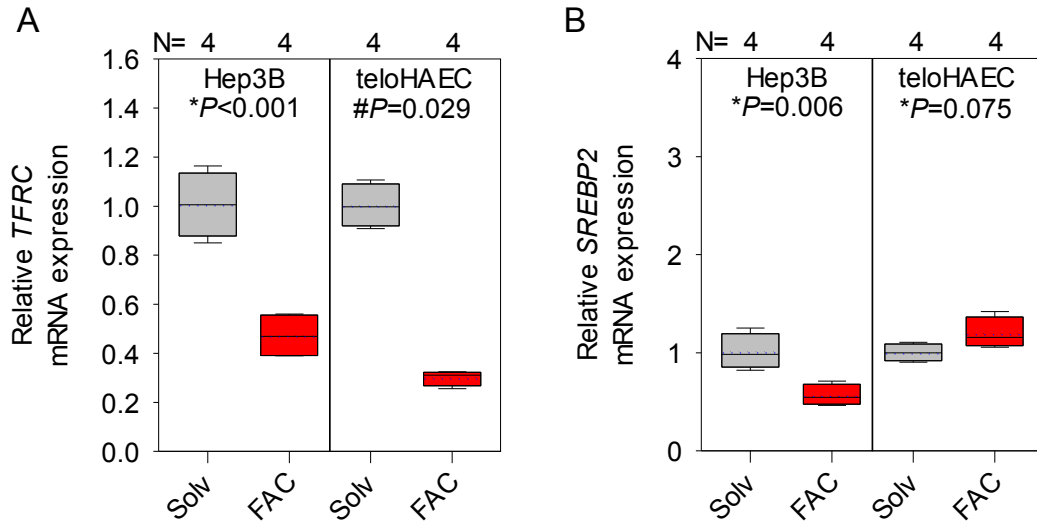 A
N= 4 4 4 4
Hep3B teloHAEC
*P<0.001 #P=0.029
Relative TFRC
mRNA expression
1.6
1.4
1.2
1.0
0.8
0.6
0.4
0.2
0.0
Solv FAC Solv FAC
B
N= 4 4 4 4
Hep3B teloHAEC
*P=0.006 *P=0.075
Relative SREBP2
mRNA expression
4
3
2
1
0
Solv FAC Solv FAC